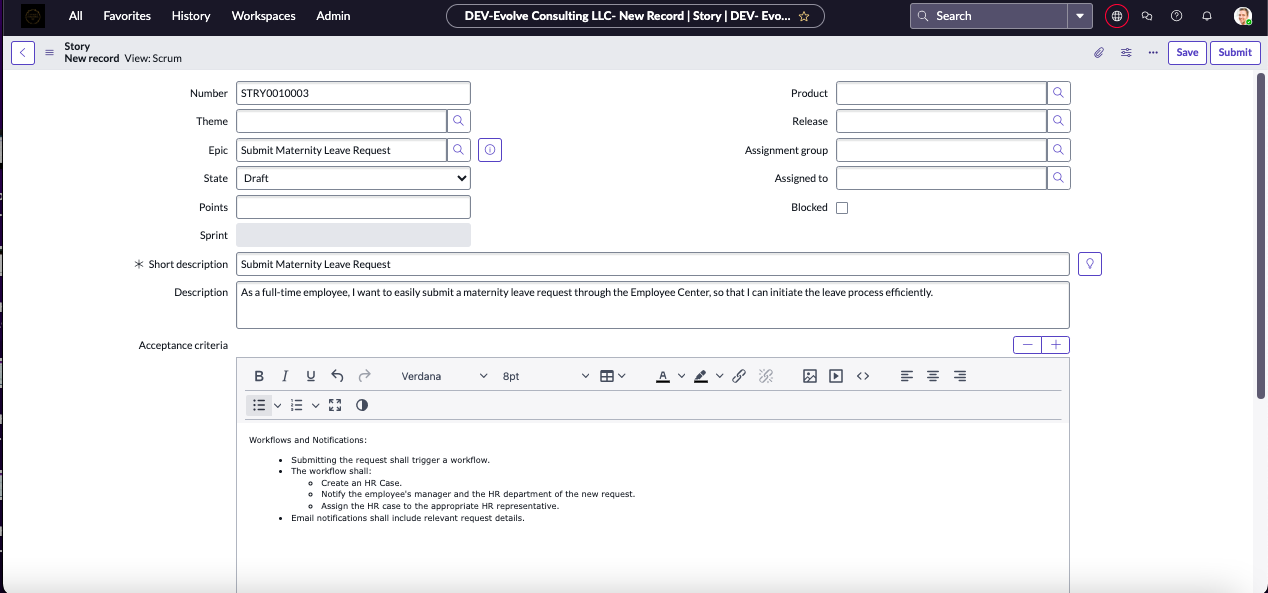 All Favorites History Workspaces Admin DEV-Evolve Consulting LLC- New Record | Story | DEV- Evo... Search
Story
New record View: Scrum
Save Submit
Number STRY0010003
Product
Theme
Release
Epic Submit Maternity Leave Request
Assignment group
State Draft
Assigned to
Points
Blocked
Sprint
Short description Submit Maternity Leave Request
Description As a full-time employee, I want to easily submit a maternity leave request through the Employee Center, so that I can initiate the leave process efficiently.
Acceptance criteria
B I U Verdana 8pt A
Workflows and Notifications:
Submitting the request shall trigger a workflow.
The workflow shall:
Create an HR Case.
Notify the employee's manager and the HR department of the new request.
Assign the HR case to the appropriate HR representative.
Email notifications shall include relevant request details.